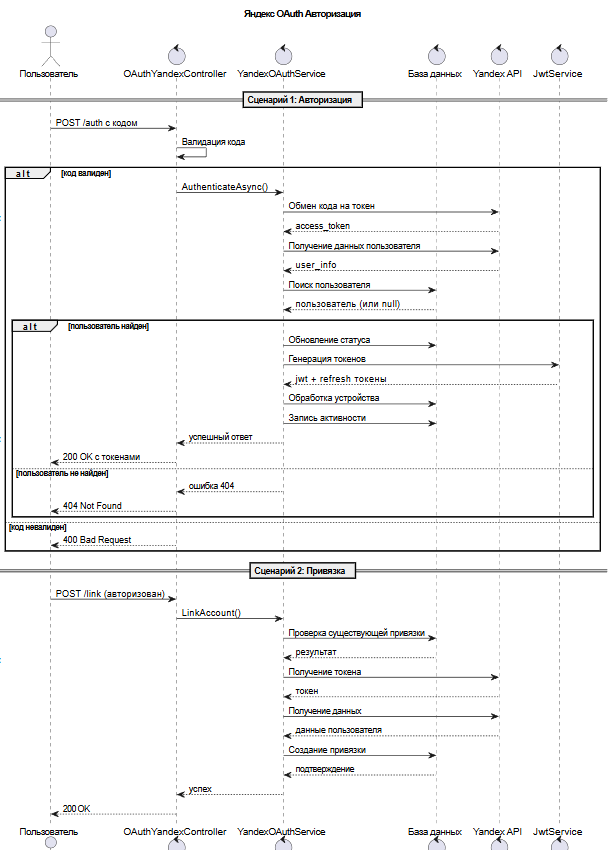 Яндекс OAuth Авторизация
Пользователь OAuthYandexController YandexOAuthService База данных Yandex API JwtService
Сценарий 1: Авторизация
POST /auth с кодом
Валидация кода
alt [код валиден]
AuthenticateAsync()
Обмен кода на токен
access_token
Получение данных пользователя
user_info
Поиск пользователя
пользователь (или null)
alt [пользователь найден]
Обновление статуса
Генерация токенов
jwt + refresh токены
Обработка устройства
Запись активности
успешный ответ
200 OK с токенами
[пользователь не найден]
ошибка 404
404 Not Found
[код невалиден]
400 Bad Request
Сценарий 2: Привязка
POST /link (авторизован)
LinkAccount()
Проверка существующей привязки
результат
Получение токена
токен
Получение данных
данные пользователя
Создание привязки
подтверждение
успех
200 OK
Пользователь OAuthYandexController YandexOAuthService База данных Yandex API JwtService